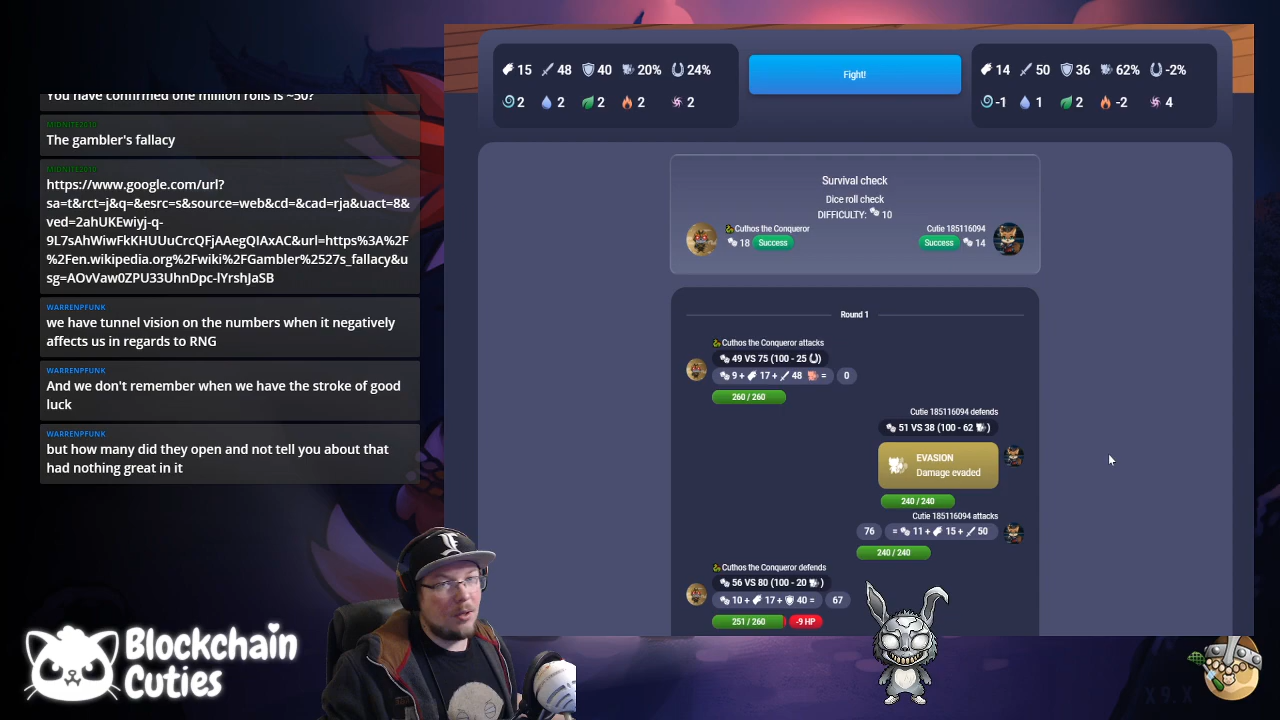 You have confirmed one million rolls is ~50?
MIDNITE2010
The gambler's fallacy
MIDNITE2010
https://www.google.com/url?
sa=t&rct=j&q=&esrc=s&source=web&cd=&cad=rja&uact=8&
ved=2ahUKEwiyj-q-
9L7sAhWiwFkKHUUuCrcQFjAAegQIAxAC&url=https%3A%2F
%2Fen.wikipedia.org%2Fwiki%2FGambler%2527s_fallacy&u
sg=AOvVaw0ZPU33UhnDpc-lYrshJaSB
WARRENPFUNK
we have tunnel vision on the numbers when it negatively
affects us in regards to RNG
WARRENPFUNK
And we don't remember when we have the stroke of good
luck
WARRENPFUNK
but how many did they open and not tell you about that
had nothing great in it
Blockchain
Cuties
15 48 40 20% 24%
2 2 2 2 2
Fight!
14 50 36 62% -2%
-1 1 2 -2 4
Survival check
Dice roll check
DIFFICULTY: 10
Cuthos the Conqueror
18 Success
Cutie 185116094
Success 14
Round 1
Cuthos the Conqueror attacks
49 VS 75 (100 - 25 )
9 + 17 + 48 = 0
260 / 260
Cutie 185116094 defends
51 VS 38 (100 - 62 )
EVASION
Damage evaded
240 / 240
Cutie 185116094 attacks
76 = 11 + 15 + 50
240 / 240
Cuthos the Conqueror defends
56 VS 80 (100 - 20 )
10 + 17 + 40 = 67
251 / 260 -9 HP